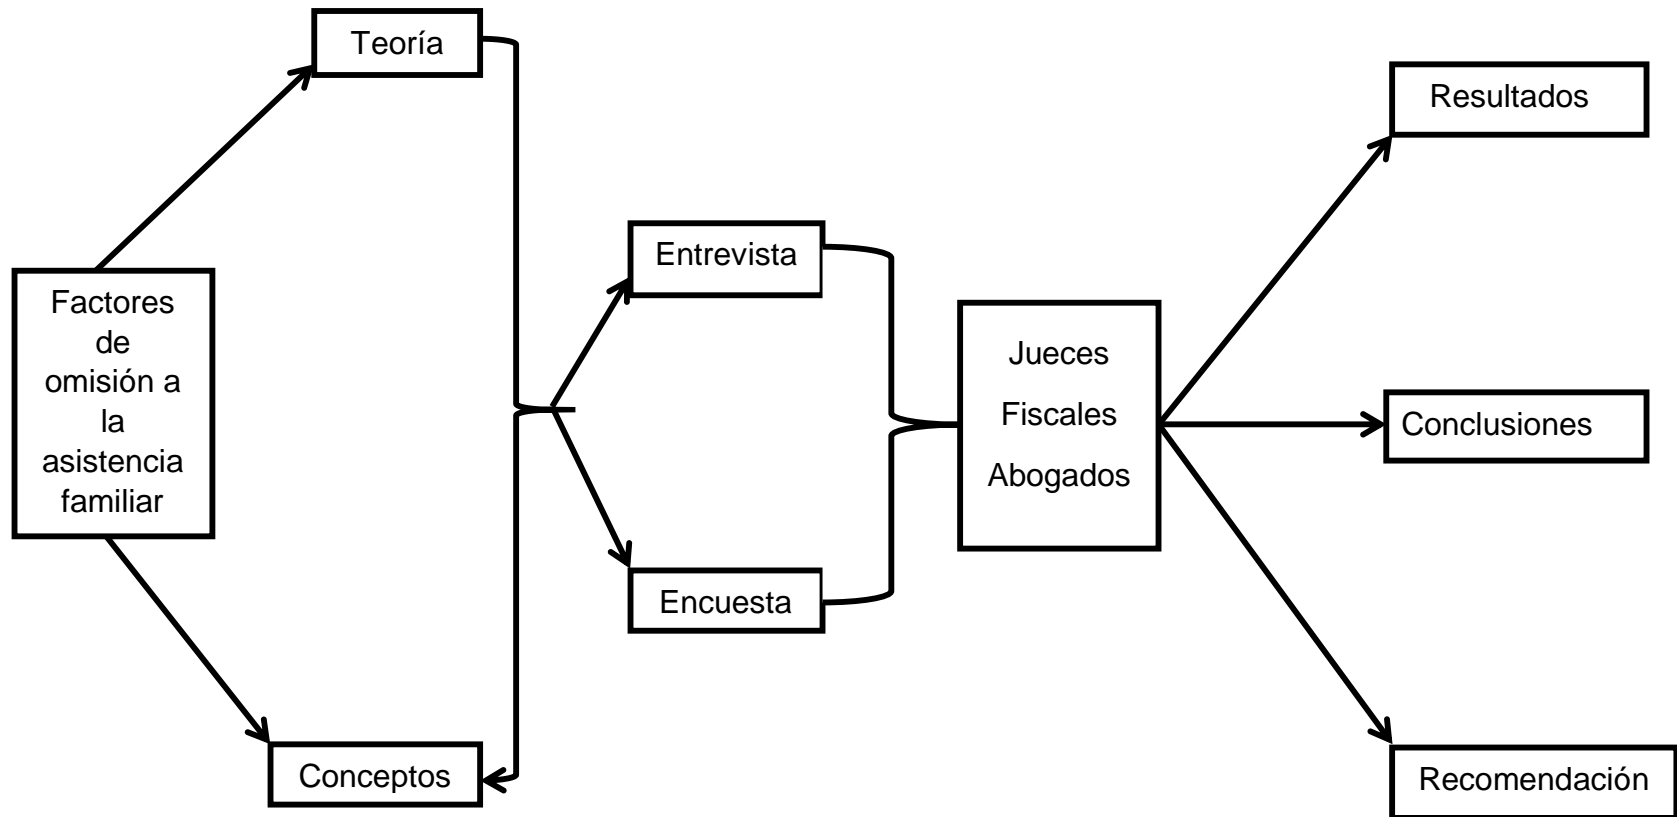 Teoría
Factores
de
omisión a
la
asistencia
familiar
Conceptos
Entrevista
Encuesta
Jueces
Fiscales
Abogados
Resultados
Conclusiones
Recomendación